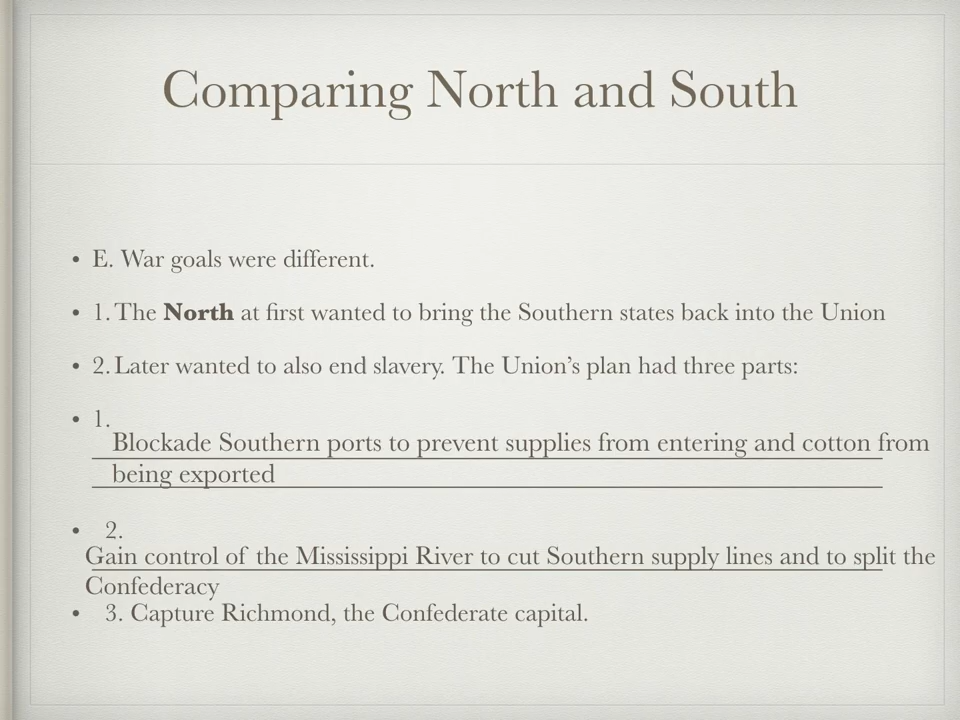 Comparing North and South
• E. War goals were different.
• 1. The North at first wanted to bring the Southern states back into the Union
• 2. Later wanted to also end slavery. The Union’s plan had three parts:
• 1.
Blockade Southern ports to prevent supplies from entering and cotton from
being exported
• 2.
Gain control of the Mississippi River to cut Southern supply lines and to split the
Confederacy
• 3. Capture Richmond, the Confederate capital.